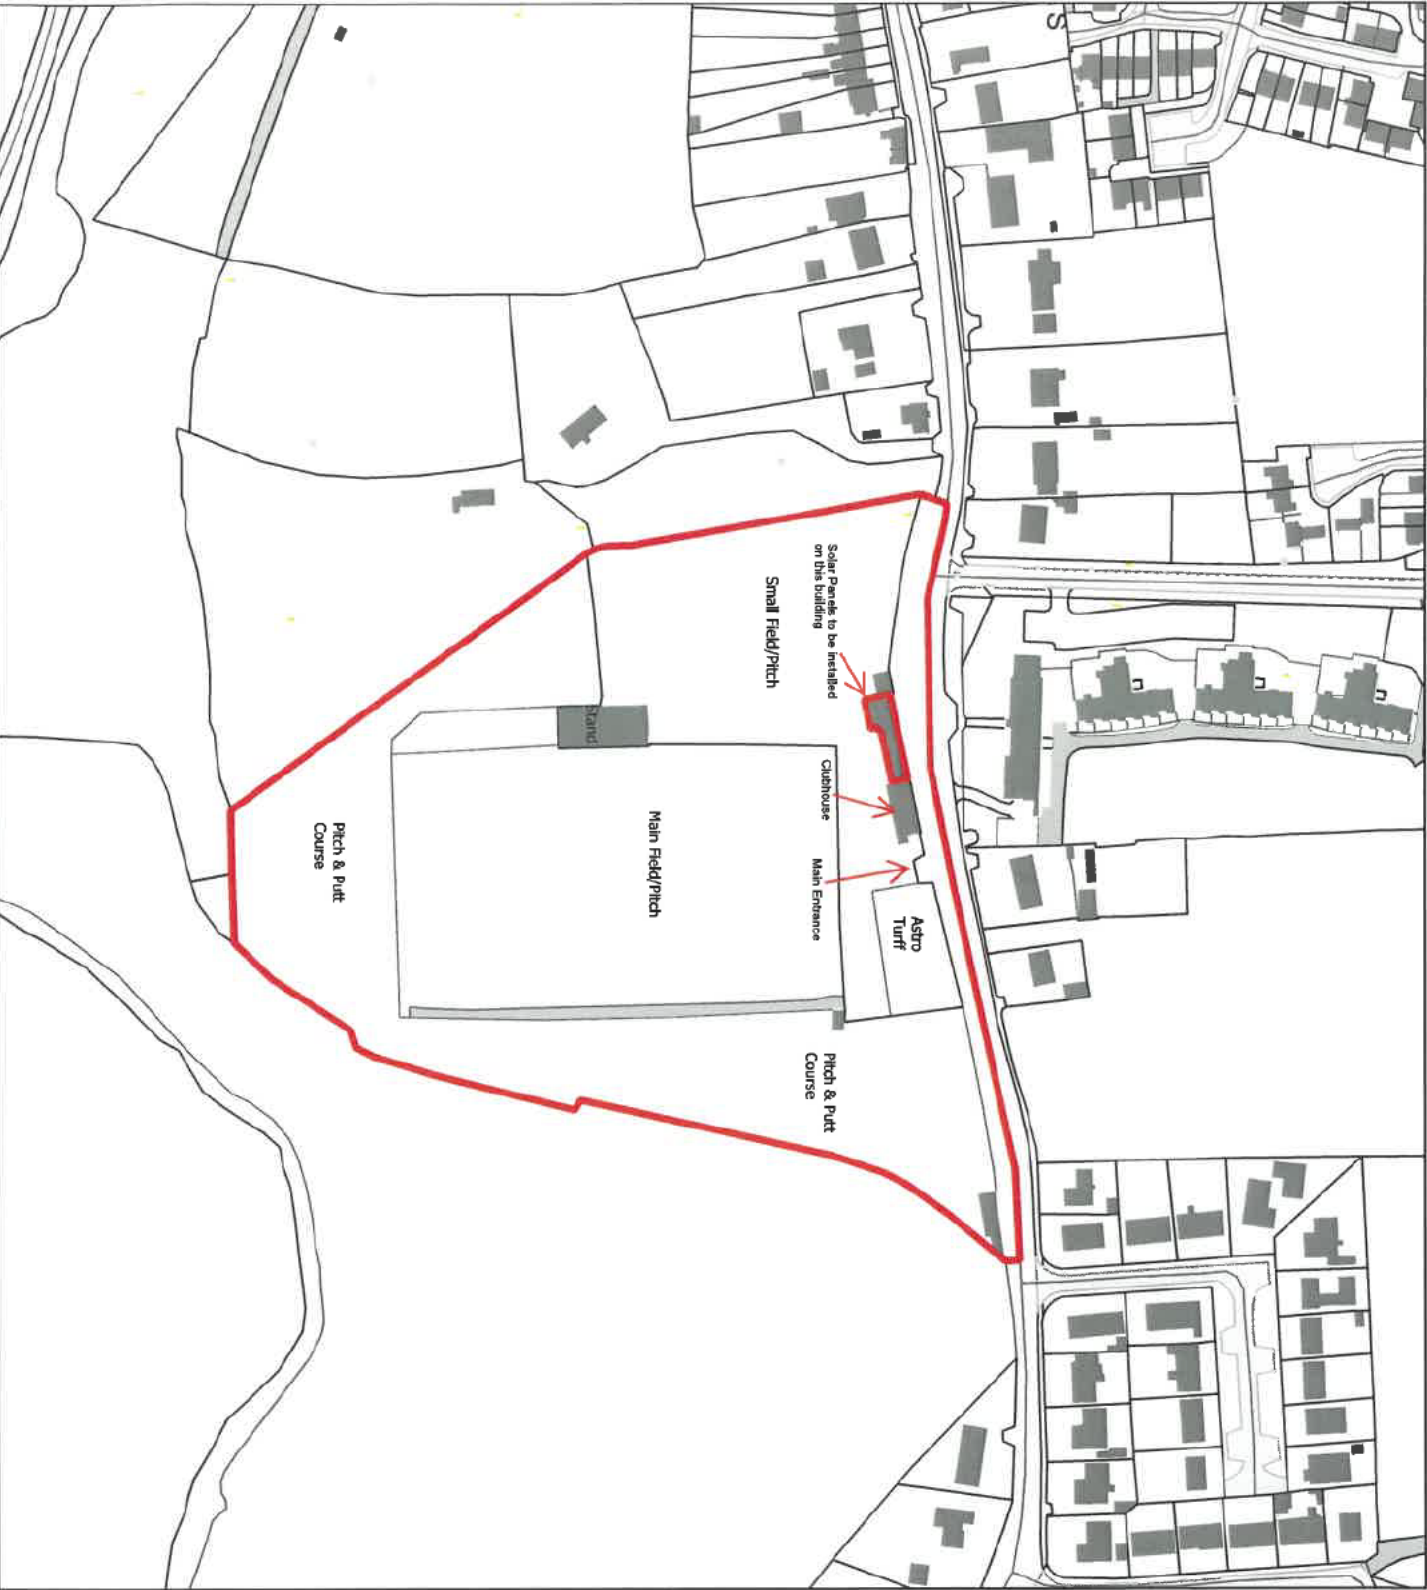 S
Solar Panels to be installed
on this building
Small Field/Pitch
Stand
Clubhouse
Main Field/Pitch
Main Entrance
Astro
Turff
Pitch & Putt
Course
Pitch & Putt
Course